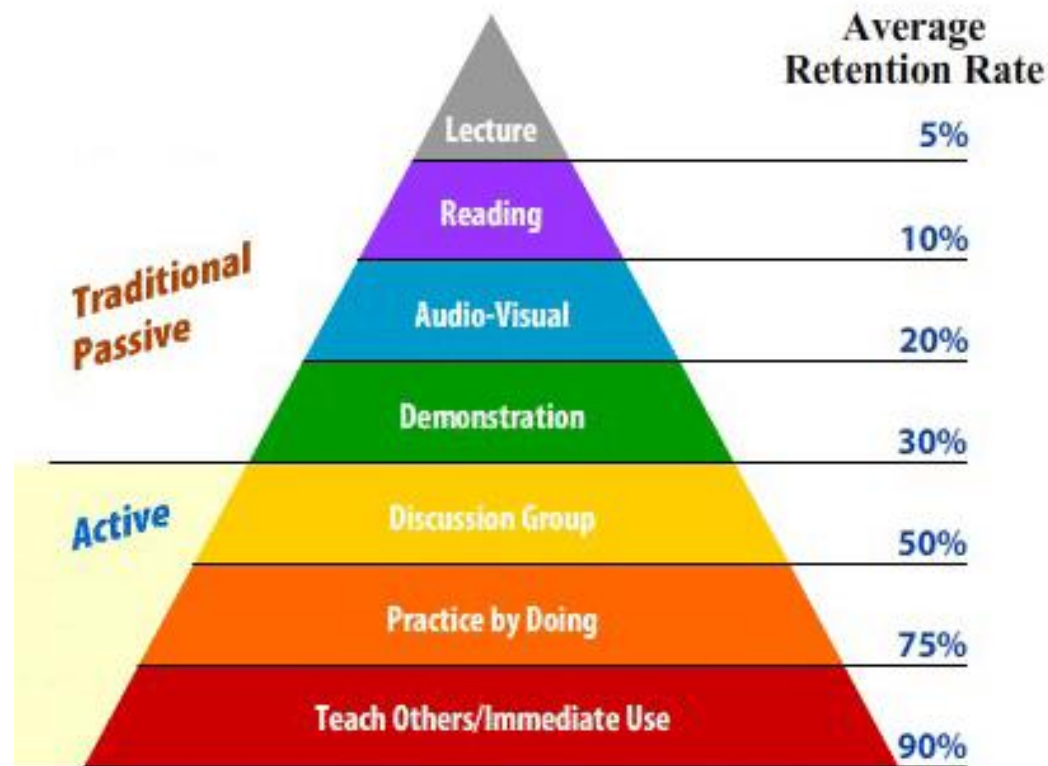 Average
Retention Rate
Lecture
5%
Reading
10%
Traditional
Passive
Audio-Visual
20%
Demonstration
30%
Active
Discussion Group
50%
Practice by Doing
75%
Teach Others/Immediate Use
90%